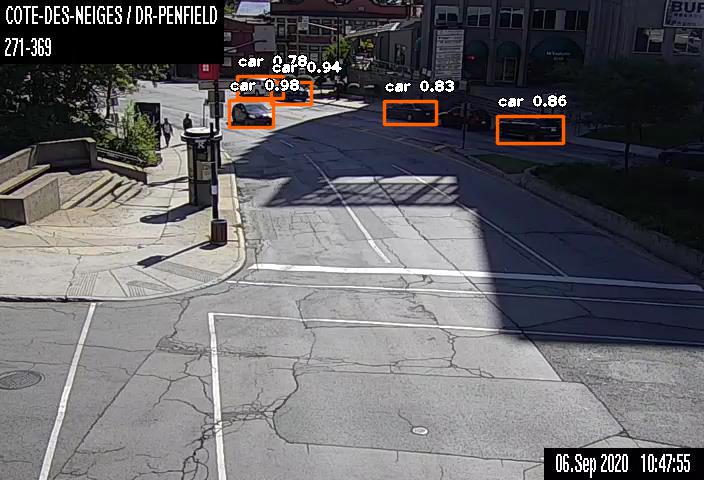 COTE-DES-NEIGES / DR-PENFIELD
271-369
car 0.78
car 0.94
car 0.98
car 0.83
car 0.86
BUR
06.Sep 2020 10:47:55